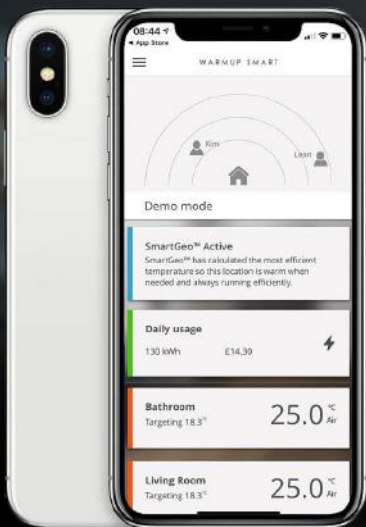 08:44
◂ App Store
WARMUP SMART
Kim
Leon
Demo mode
SmartGeo™ Active
SmartGeo™ has calculated the most efficient
temperature so this location is warm when
needed and always running efficiently.
Daily usage
130 kWh £14.30
Bathroom
Targeting 18.3°
25.0 °C Air
Living Room
Targeting 18.3°
25.0 °C Air